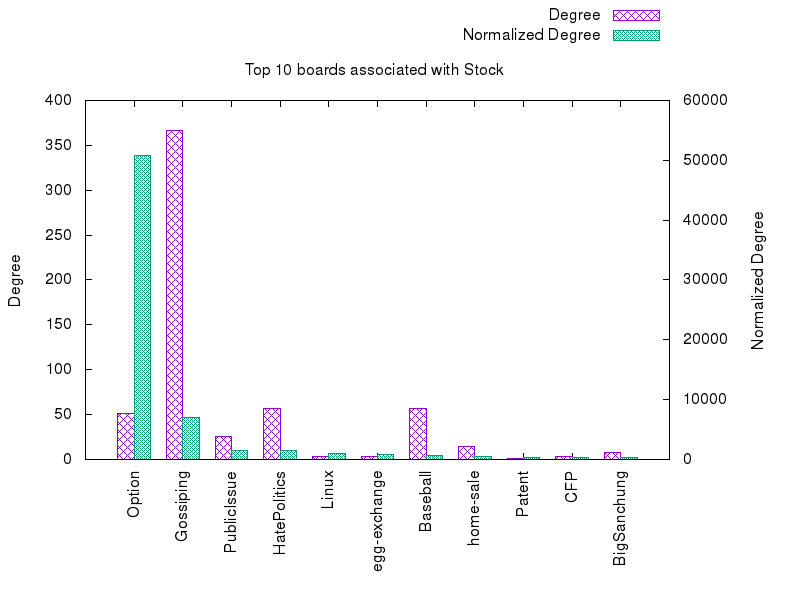 Degree
Normalized Degree
Top 10 boards associated with Stock
400
350
300
250
200
150
100
50
0
Degree
60000
50000
40000
30000
20000
10000
0
Normalized Degree
Option
Gossiping
PublicIssue
HatePolitics
Linux
egg-exchange
Baseball
home-sale
Patent
CFP
BigSanchung